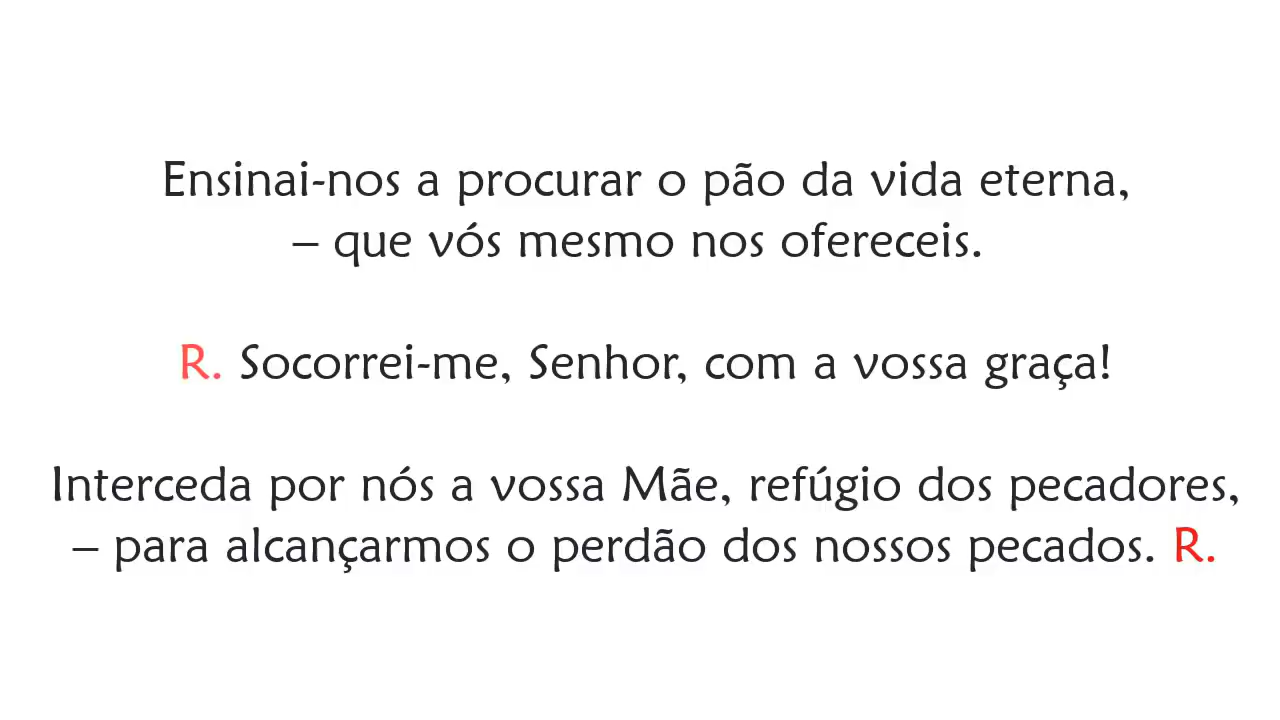 Ensinai-nos a procurar o pão da vida eterna,
– que vós mesmo nos ofereceis.
R. Socorrei-me, Senhor, com a vossa graça!
Interceda por nós a vossa Mãe, refúgio dos pecadores,
– para alcançarmos o perdão dos nossos pecados. R.